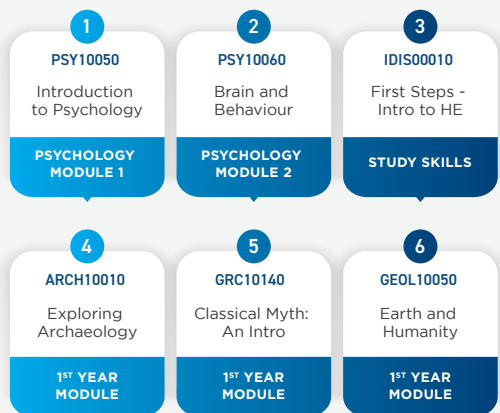 1
PSY10050
Introduction
to Psychology
PSYCHOLOGY
MODULE 1
2
PSY10060
Brain and
Behaviour
PSYCHOLOGY
MODULE 2
3
IDIS00010
First Steps -
Intro to HE
STUDY SKILLS
4
ARCH10010
Exploring
Archaeology
1ST YEAR
MODULE
5
GRC10140
Classical Myth:
An Intro
1ST YEAR
MODULE
6
GEOL10050
Earth and
Humanity
1ST YEAR
MODULE